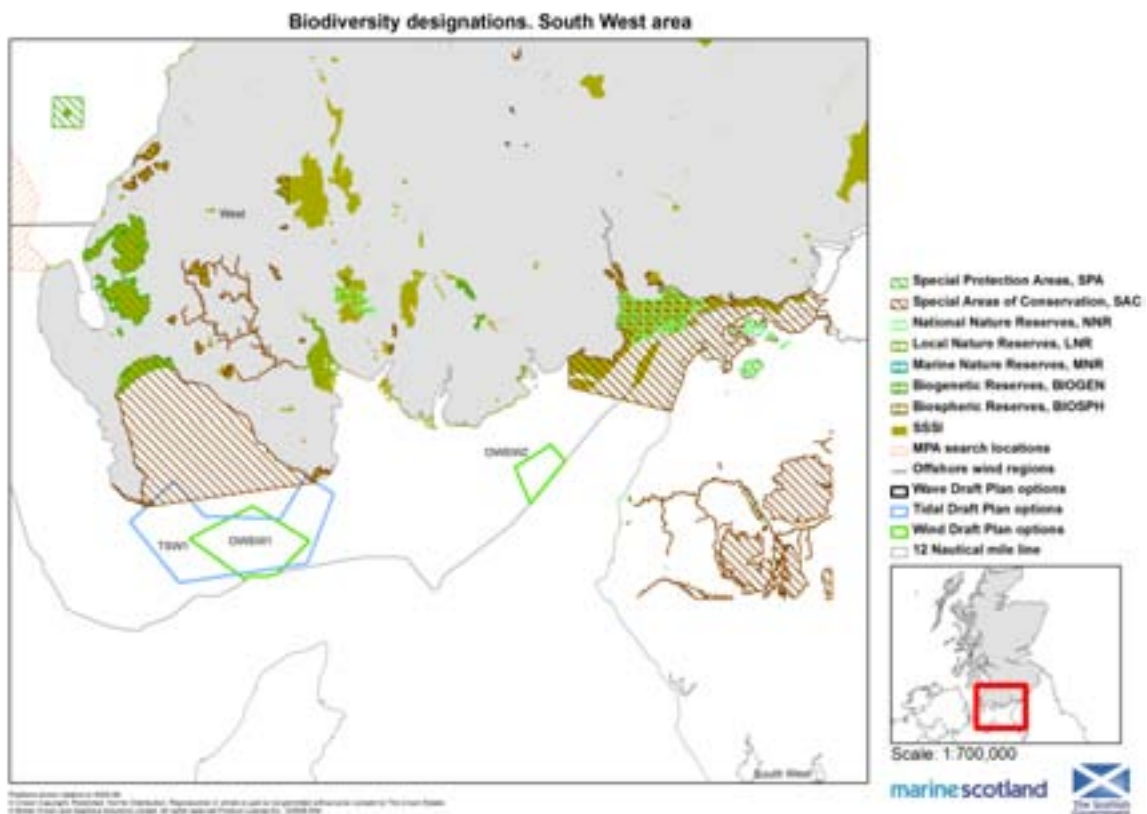 Biodiversity designations. South West area
West
OWSW2
TSW1
OWSW1
South West
Special Protection Areas, SPA
Special Areas of Conservation, SAC
National Nature Reserves, NNR
Local Nature Reserves, LNR
Marine Nature Reserves, MNR
Biogenetic Reserves, BIOGEN
Biospheric Reserves, BIOSPH
SSSI
MPA search locations
Offshore wind regions
Wave Draft Plan options
Tidal Draft Plan options
Wind Draft Plan options
12 Nautical mile line
Scale: 1:700,000
marinescotland
The Scottish